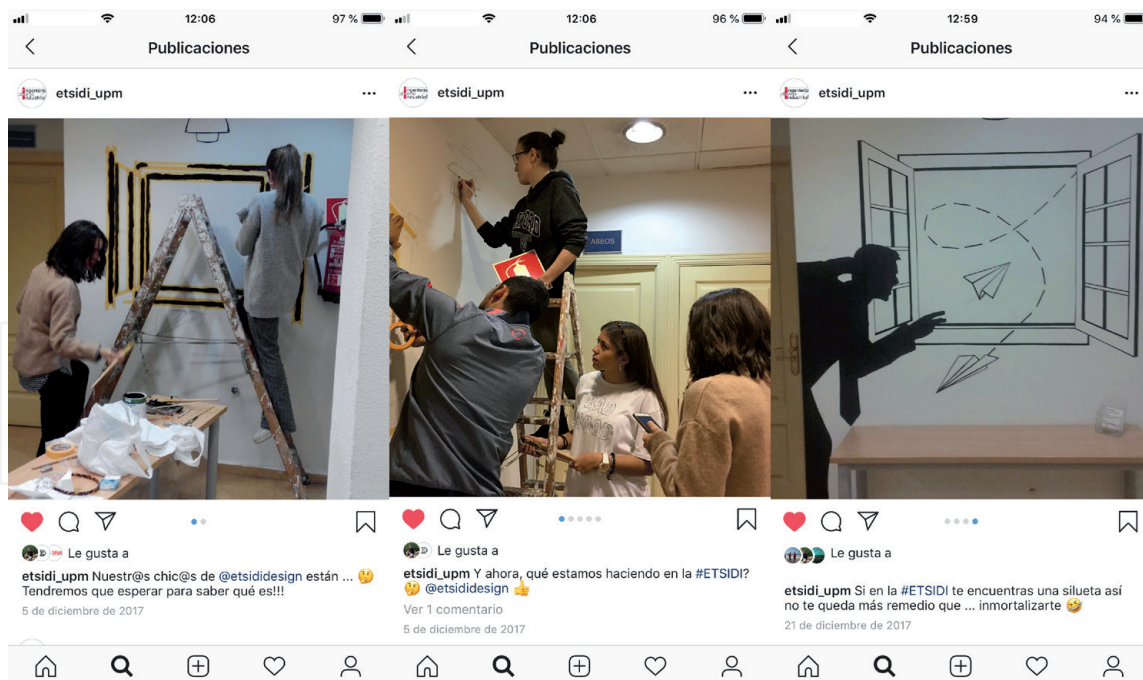 12:06
97 %
Publicaciones
etsidi_upm
Le gusta a
etsidi_upm Nuestr@s chic@s de @etsididesign están ... 🤔
Tendremos que esperar para saber qué es!!!
5 de diciembre de 2017
12:06
96 %
Publicaciones
etsidi_upm
ASEOS
Le gusta a
etsidi_upm Y ahora, qué estamos haciendo en la #ETSIDI?
🤔 @etsididesign 👍
Ver 1 comentario
5 de diciembre de 2017
12:59
94 %
Publicaciones
etsidi_upm
Le gusta a
etsidi_upm Si en la #ETSIDI te encuentras una silueta así
no te queda más remedio que ... inmortalizarte 🤣
21 de diciembre de 2017